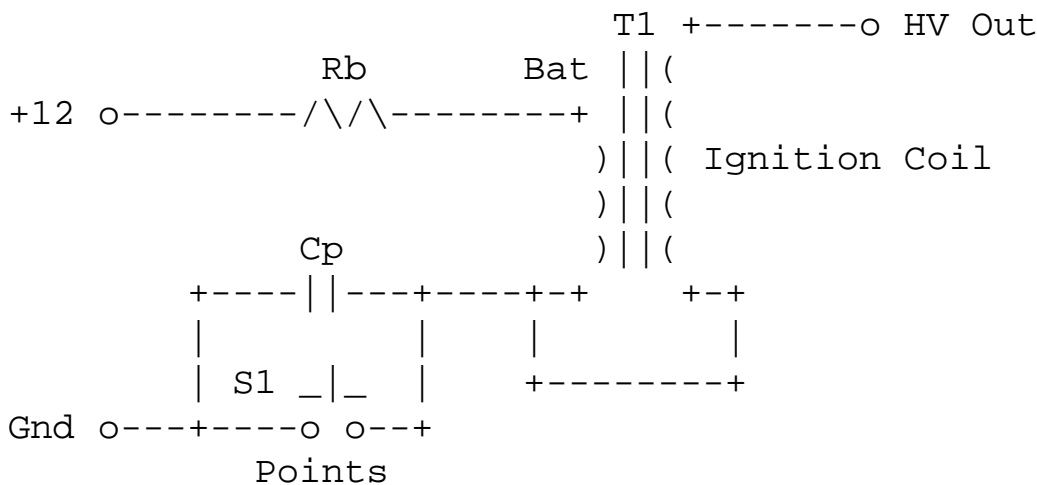 T1 +-------o HV Out
Rb Bat ||(
+12 o--------/\/\--------+ ||(
)||( Ignition Coil
)||(
Cp )||(
+----||---+----+-+ +-+
| | | |
| S1 _|_ | +--------+
Gnd o---+----o o--+
Points